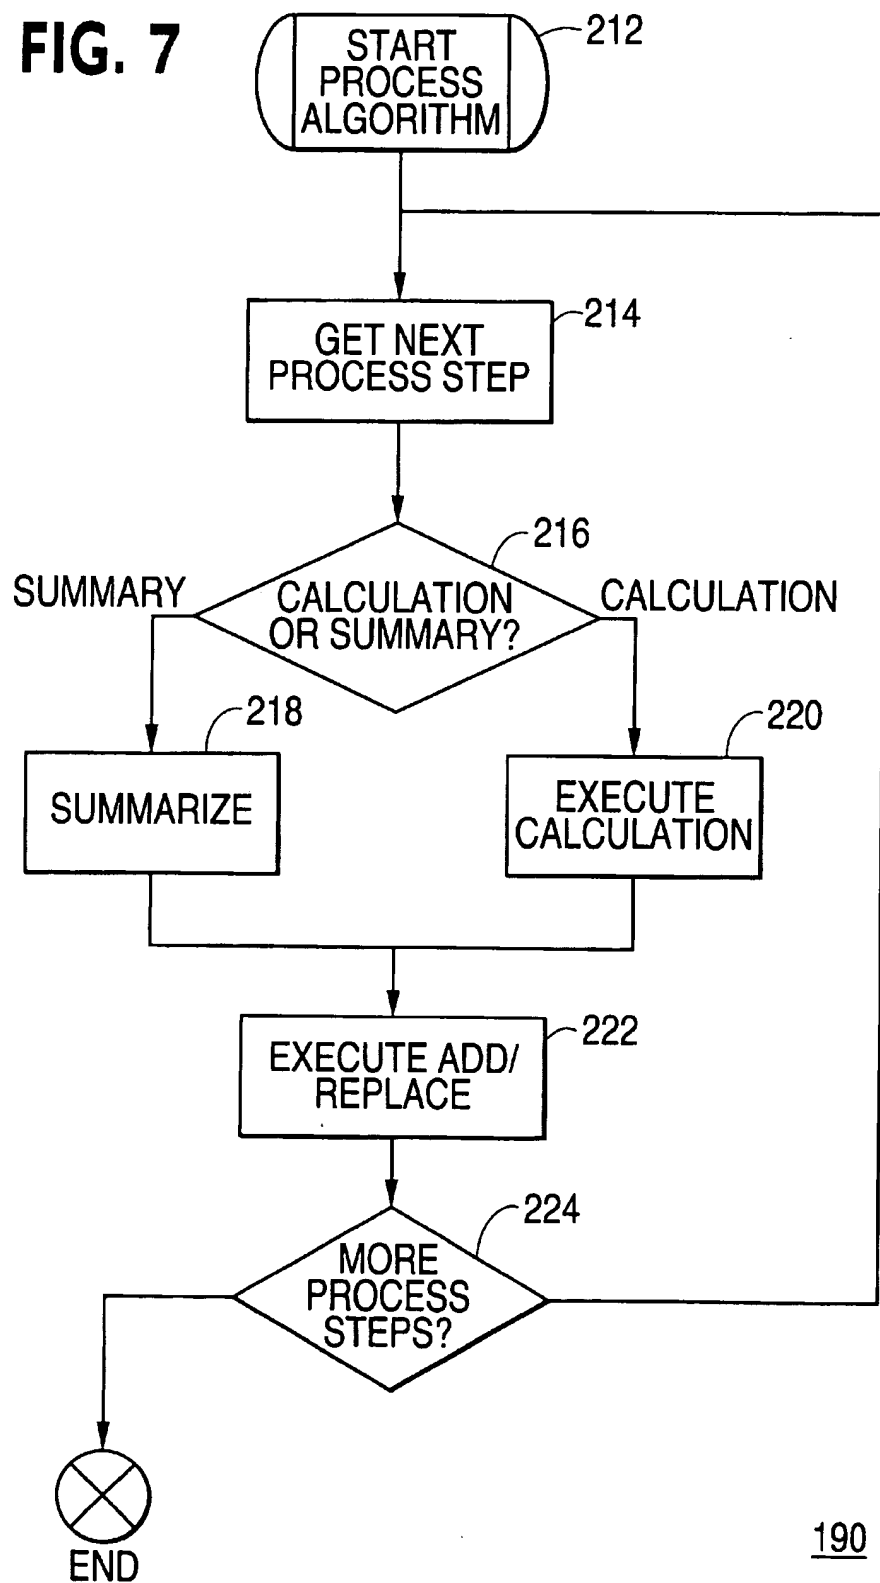 FIG. 7
START
PROCESS
ALGORITHM
212
GET NEXT
PROCESS STEP
214
CALCULATION
OR SUMMARY?
216
SUMMARY
CALCULATION
SUMMARIZE
218
EXECUTE
CALCULATION
220
EXECUTE ADD/
REPLACE
222
MORE
PROCESS
STEPS?
224
END
190